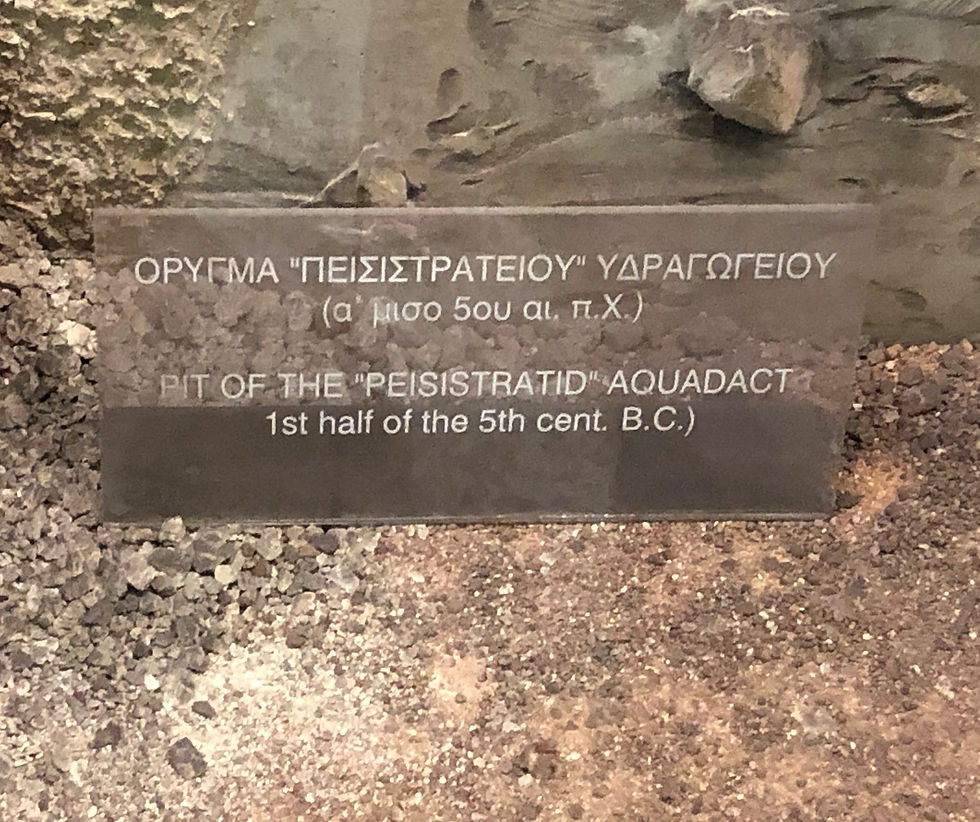 ΟΡΥΓΜΑ "ΠΕΙΣΙΣΤΡΑΤΕΙΟΥ" ΥΔΡΑΓΩΓΕΙΟΥ
(α΄ μισο 5ου αι. π.Χ.)
PIT OF THE "PEISISTRATID" AQUADACT
1st half of the 5th cent. B.C.)